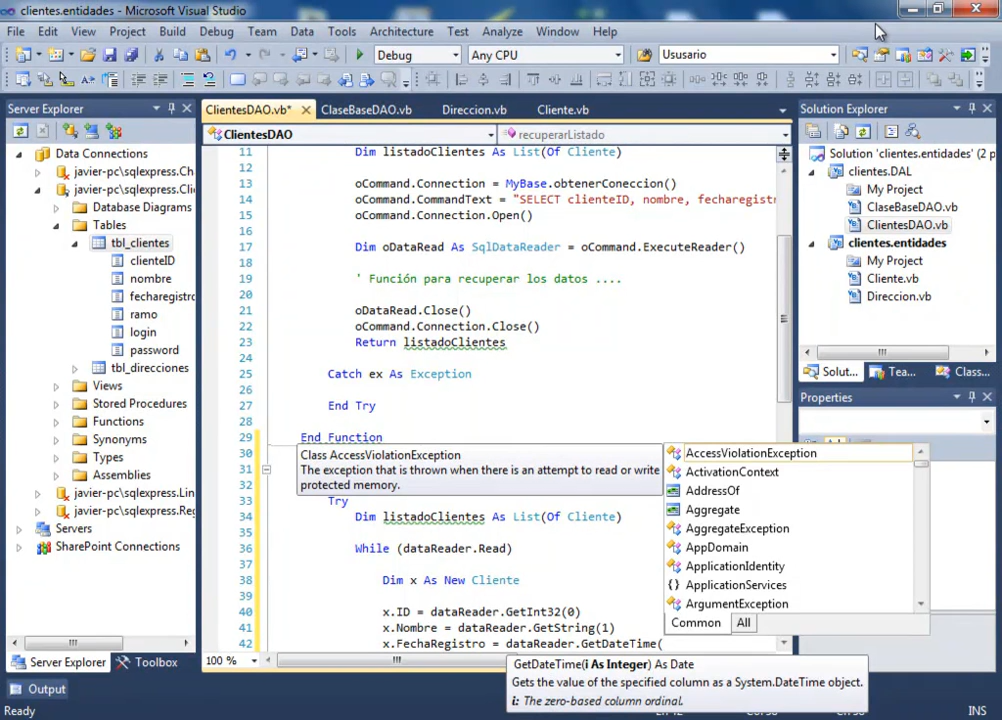 clientes.entidades - Microsoft Visual Studio
File Edit View Project Build Debug Team Data Tools Architecture Test Analyze Window Help
Debug Any CPU Ususario
Server Explorer
Data Connections
javier-pc\sqlexpress.Ch
javier-pc\sqlexpress.Clie
Database Diagrams
Tables
tbl_clientes
clienteID
nombre
fecharegistro
ramo
login
password
tbl_direcciones
Views
Stored Procedures
Functions
Synonyms
Types
Assemblies
javier-pc\sqlexpress.Lin
javier-pc\sqlexpress.Reg
Servers
SharePoint Connections
Server Explorer Toolbox
Output
Ready
ClientesDAO.vb* ClaseBaseDAO.vb Direccion.vb Cliente.vb
ClientesDAO recuperarListado
11 Dim listadoClientes As List(Of Cliente)
12
13 oCommand.Connection = MyBase.obtenerConeccion()
14 oCommand.CommandText = "SELECT clienteID, nombre, fecharegist
15 oCommand.Connection.Open()
16
17 Dim oDataRead As SqlDataReader = oCommand.ExecuteReader()
18
19 ' Función para recuperar los datos ....
20
21 oDataRead.Close()
22 oCommand.Connection.Close()
23 Return listadoClientes
24
25 Catch ex As Exception
26
27 End Try
28
29 End Function
30
31
32
33 Try
34 Dim listadoClientes As List(Of Cliente)
35
36 While (dataReader.Read)
37
38 Dim x As New Cliente
39
40 x.ID = dataReader.GetInt32(0)
41 x.Nombre = dataReader.GetString(1)
42 x.FechaRegistro = dataReader.GetDateTime(
100 %
Class AccessViolationException
The exception that is thrown when there is an attempt to read or write
protected memory.
AccessViolationException
ActivationContext
AddressOf
Aggregate
AggregateException
AppDomain
ApplicationIdentity
ApplicationServices
ArgumentException
Common All
GetDateTime(i As Integer) As Date
Gets the value of the specified column as a System.DateTime object.
i: The zero-based column ordinal.
Solution Explorer
Solution 'clientes.entidades' (2 p
clientes.DAL
My Project
ClaseBaseDAO.vb
ClientesDAO.vb
clientes.entidades
My Project
Cliente.vb
Direccion.vb
Solut... Tea... Class...
Properties
INS